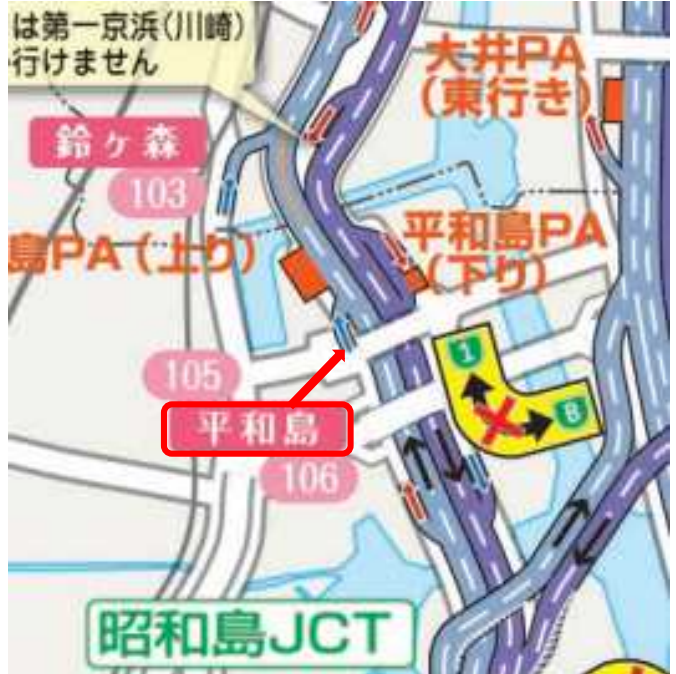 は第一京浜(川崎)
行けません
大井PA
(東行き)
鈴ヶ森
103
島PA(上り)
平和島PA
(下り)
105
平和島
106
1
B
昭和島JCT